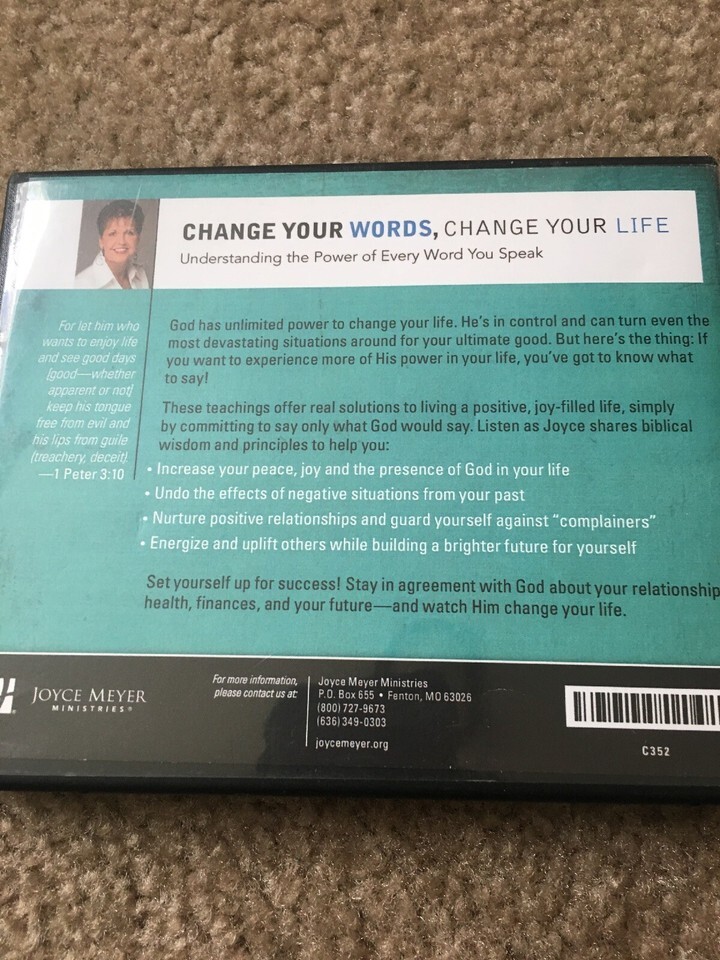 CHANGE YOUR WORDS, CHANGE YOUR LIFE
Understanding the Power of Every Word You Speak
For let him who
wants to enjoy life
and see good days
[good—whether
apparent or not]
keep his tongue
free from evil and
his lips from guile
(treachery, deceit).
—1 Peter 3:10
God has unlimited power to change your life. He's in control and can turn even the
most devastating situations around for your ultimate good. But here's the thing: If
you want to experience more of His power in your life, you've got to know what
to say!
These teachings offer real solutions to living a positive, joy-filled life, simply
by committing to say only what God would say. Listen as Joyce shares biblical
wisdom and principles to help you:
• Increase your peace, joy and the presence of God in your life
• Undo the effects of negative situations from your past
• Nurture positive relationships and guard yourself against "complainers"
• Energize and uplift others while building a brighter future for yourself
Set yourself up for success! Stay in agreement with God about your relationship
health, finances, and your future—and watch Him change your life.
JOYCE MEYER
MINISTRIES®
For more information,
please contact us at:
Joyce Meyer Ministries
P.O. Box 655 • Fenton, MO 63026
(800) 727-9673
(636) 349-0303
joycemeyer.org
C352